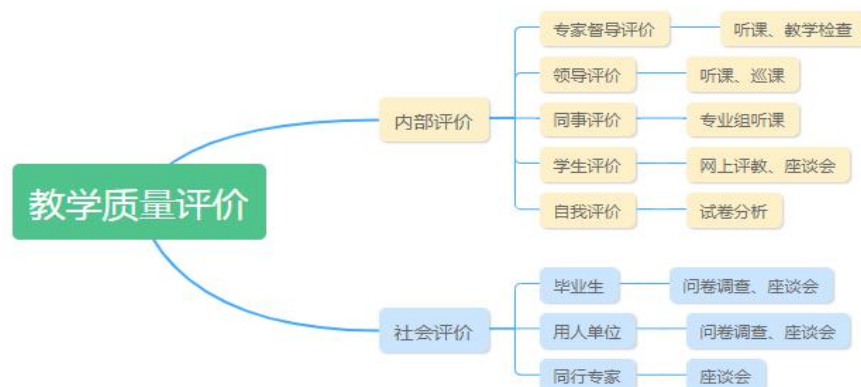 教学质量评价
内部评价
专家督导评价
听课、教学检查
领导评价
听课、巡课
同事评价
专业组听课
学生评价
网上评教、座谈会
自我评价
试卷分析
社会评价
毕业生
问卷调查、座谈会
用人单位
问卷调查、座谈会
同行专家
座谈会